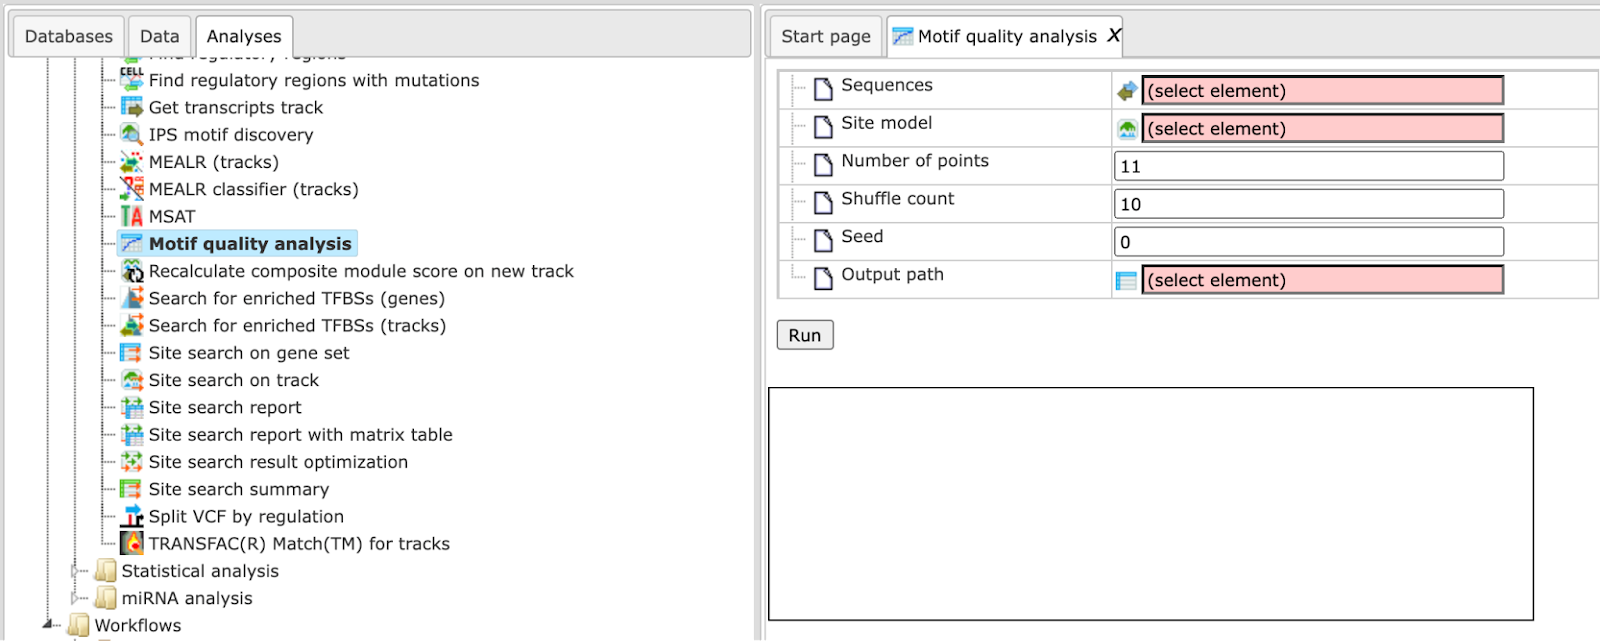 Databases
Data
Analyses
Find regulatory regions
Find regulatory regions with mutations
Get transcripts track
IPS motif discovery
MEALR (tracks)
MEALR classifier (tracks)
MSAT
Motif quality analysis
Recalculate composite module score on new track
Search for enriched TFBSs (genes)
Search for enriched TFBSs (tracks)
Site search on gene set
Site search on track
Site search report
Site search report with matrix table
Site search result optimization
Site search summary
Split VCF by regulation
TRANSFAC(R) Match(TM) for tracks
Statistical analysis
miRNA analysis
Workflows
Start page
Motif quality analysis X
Sequences (select element)
Site model (select element)
Number of points 11
Shuffle count 10
Seed 0
Output path (select element)
Run